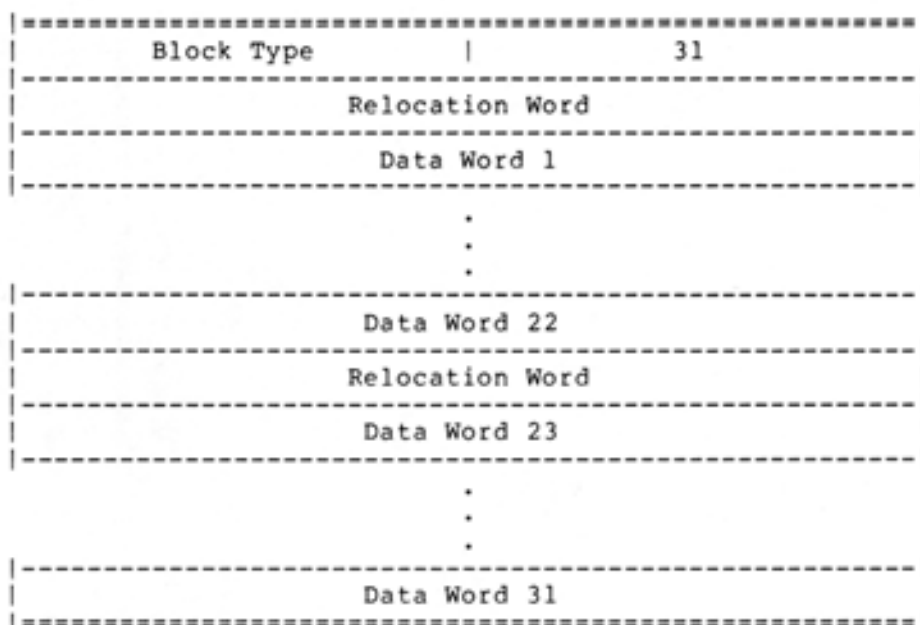 |=========================================================
| Block Type | 31
|---------------------------------------------------------
| Relocation Word
|---------------------------------------------------------
| Data Word 1
|---------------------------------------------------------
.
.
.
|---------------------------------------------------------
| Data Word 22
|---------------------------------------------------------
| Relocation Word
|---------------------------------------------------------
| Data Word 23
|---------------------------------------------------------
.
.
.
|---------------------------------------------------------
| Data Word 31
|=========================================================